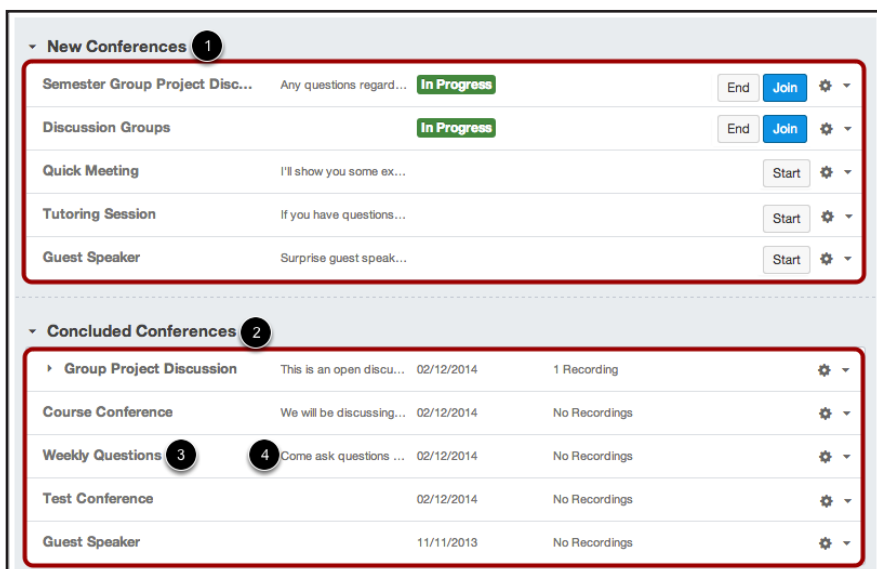 New Conferences 1
Semester Group Project Disc... Any questions regard... In Progress End Join
Discussion Groups In Progress End Join
Quick Meeting I'll show you some ex... Start
Tutoring Session If you have questions... Start
Guest Speaker Surprise guest speak... Start
Concluded Conferences 2
Group Project Discussion This is an open discu... 02/12/2014 1 Recording
Course Conference We will be discussing... 02/12/2014 No Recordings
Weekly Questions 3 4 Come ask questions ... 02/12/2014 No Recordings
Test Conference 02/12/2014 No Recordings
Guest Speaker 11/11/2013 No Recordings